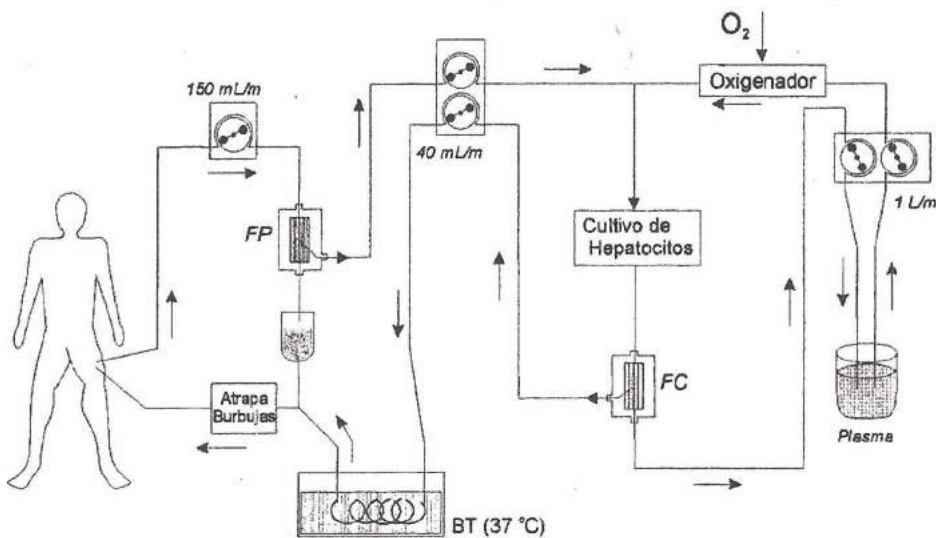 O₂
Oxigenador
150 mL/m
40 mL/m
1 L/m
FP
Cultivo de
Hepatocitos
FC
Atrapa
Burbujas
Plasma
BT (37 °C)